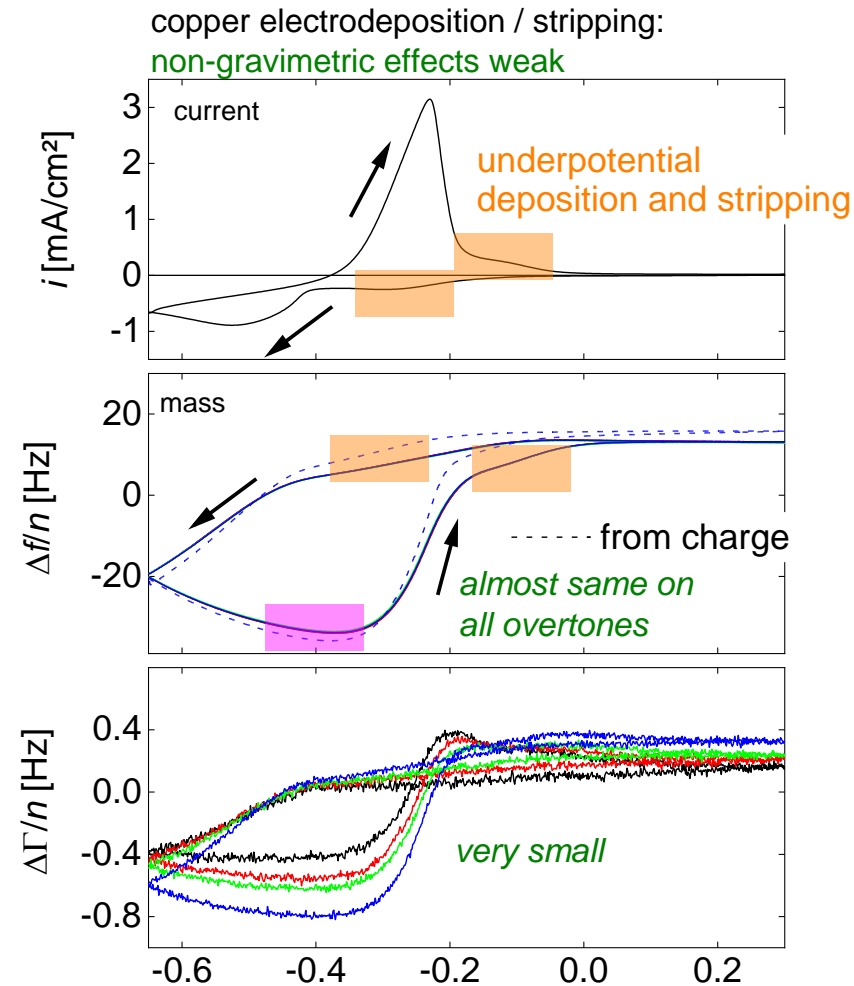 copper electrodeposition / stripping:
non-gravimetric effects weak
current
underpotential
deposition and stripping
i [mA/cm²]
3
2
1
0
-1
mass
Δf/n [Hz]
20
0
-20
from charge
almost same on
all overtones
ΔΓ/n [Hz]
0.4
0.0
-0.4
-0.8
very small
-0.6 -0.4 -0.2 0.0 0.2